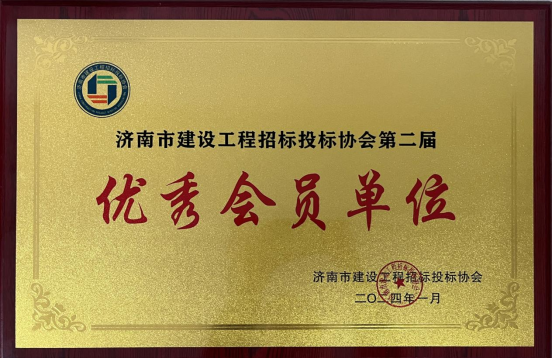 济南市建设工程招标投标协会第二届
优秀会员单位
济南市建设工程招标投标协会
二〇二四年一月